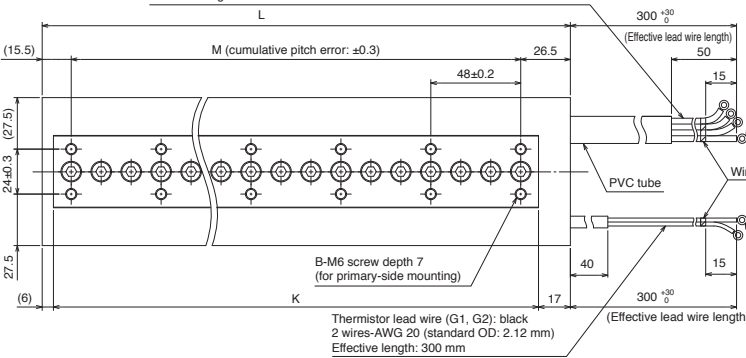 L
300 +30 0
(Effective lead wire length)
(15.5)
M (cumulative pitch error: ±0.3)
26.5
50
48±0.2
15
(27.5)
24±0.3
27.5
PVC tube
B-M6 screw depth 7
(for primary-side mounting)
40
15
(6)
K
17
300 +30 0
(Effective lead wire length
Thermistor lead wire (G1, G2): black
2 wires-AWG 20 (standard OD: 2.12 mm)
Effective length: 300 mm